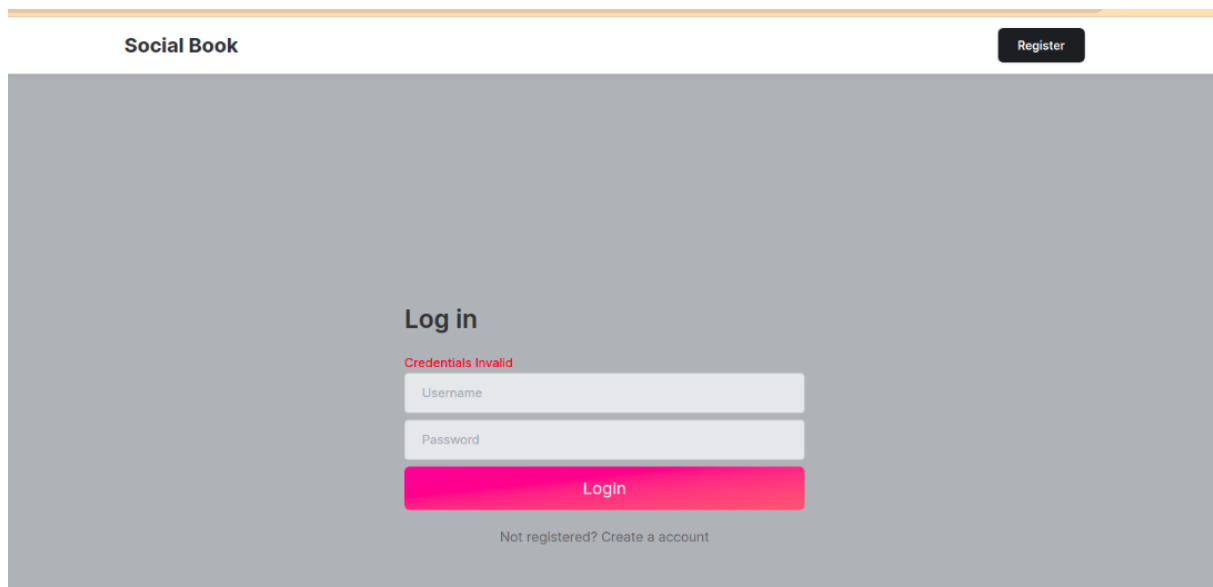 Social Book
Register
Log in
Credentials Invalid
Username
Password
Login
Not registered? Create a account